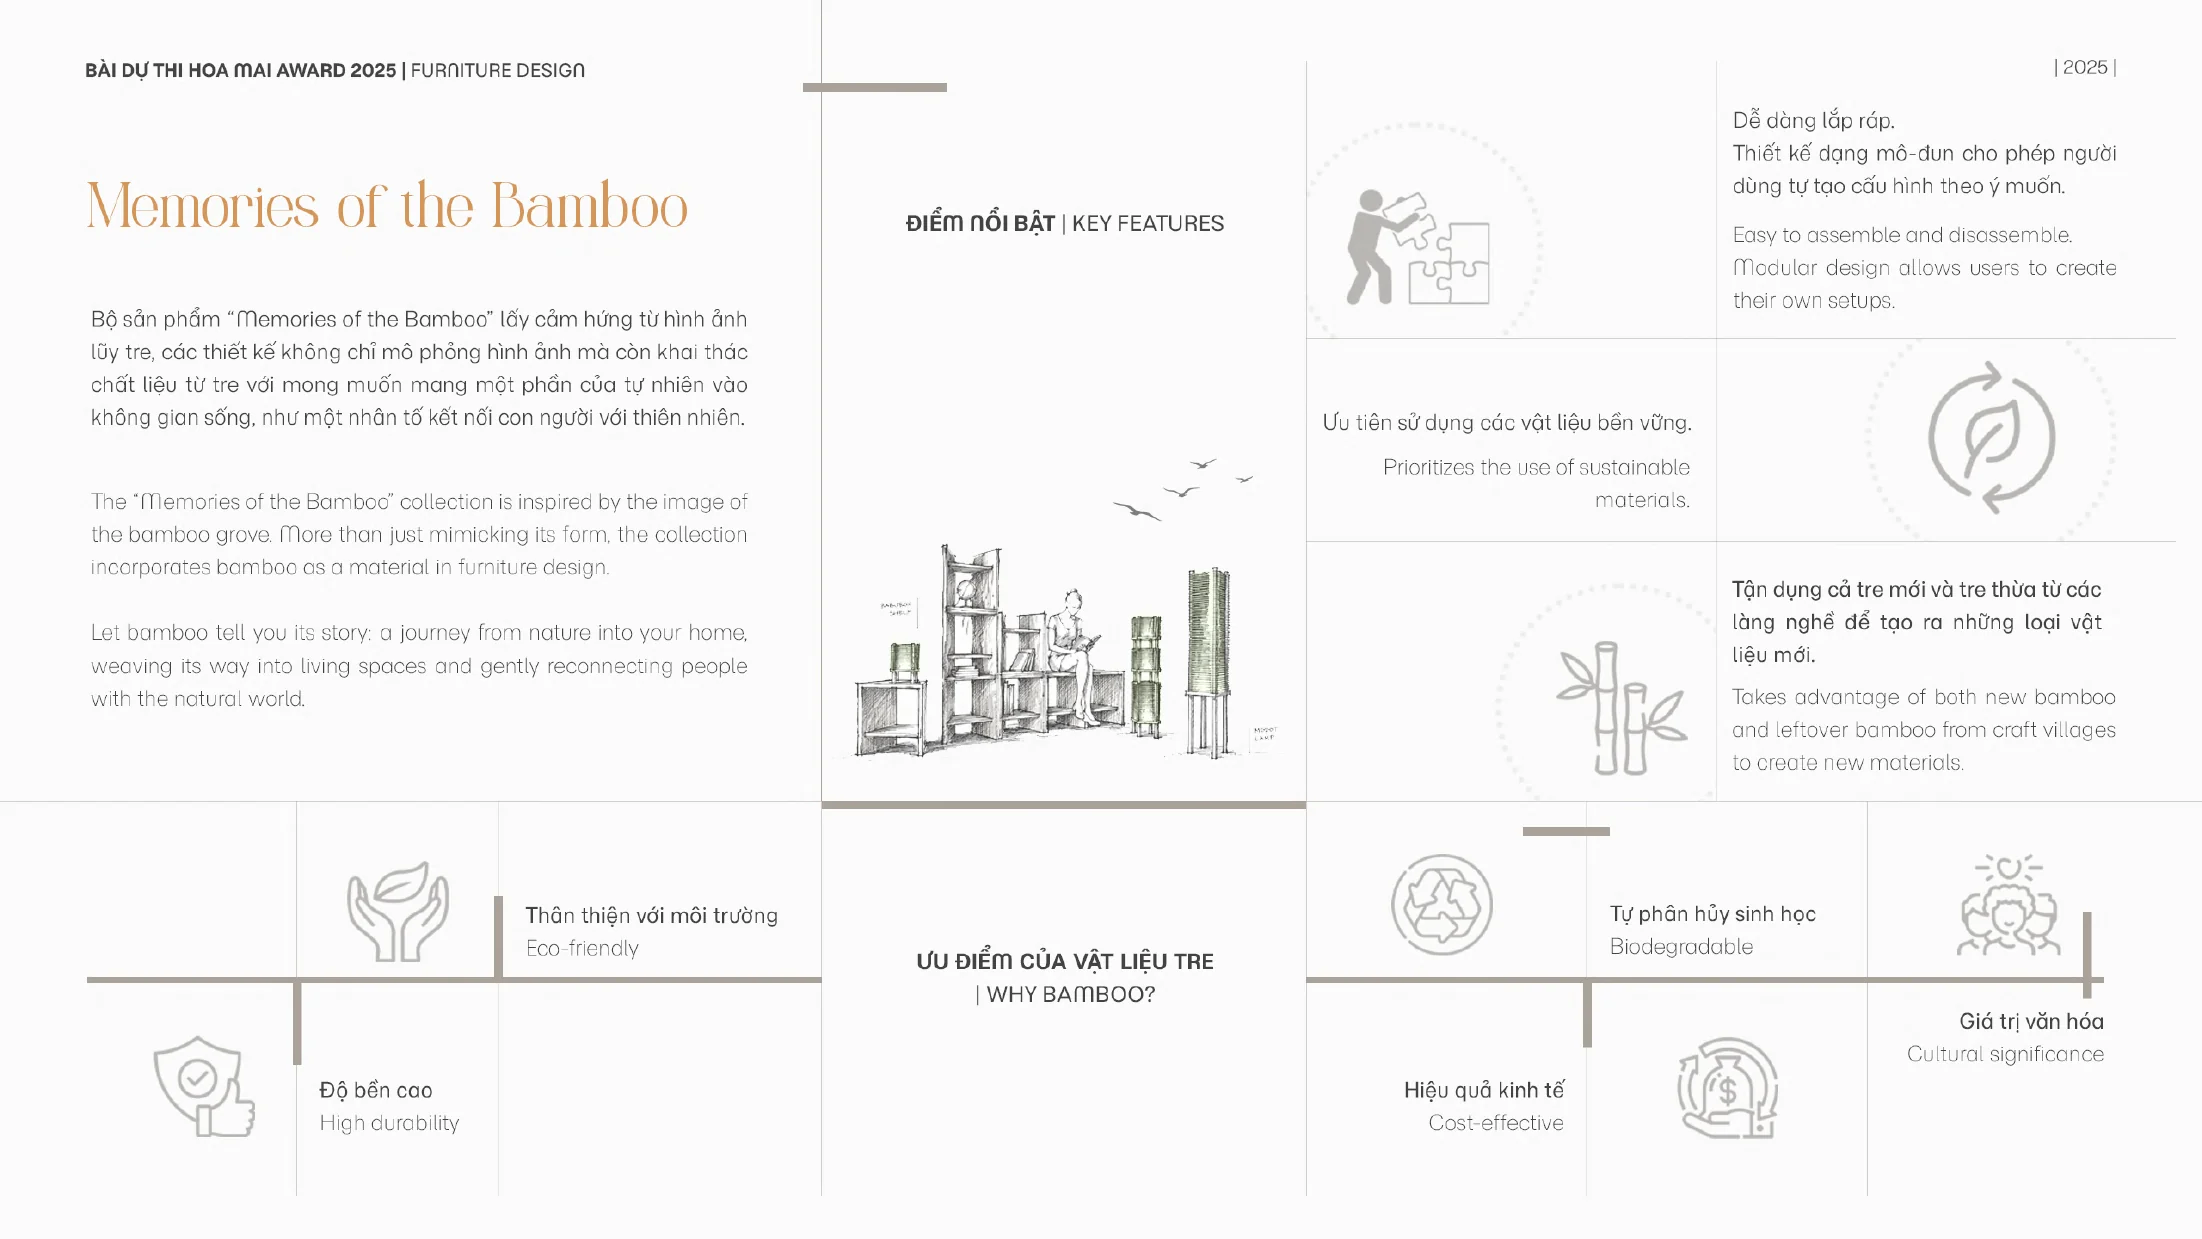 BÀI DỰ THI HOA MAI AWARD 2025 | FURNITURE DESIGN
| 2025 |
Memories of the Bamboo
Bộ sản phẩm “Memories of the Bamboo” lấy cảm hứng từ hình ảnh
lũy tre, các thiết kế không chỉ mô phỏng hình ảnh mà còn khai thác
chất liệu từ tre với mong muốn mang một phần của tự nhiên vào
không gian sống, như một nhân tố kết nối con người với thiên nhiên.
The “Memories of the Bamboo” collection is inspired by the image of
the bamboo grove. More than just mimicking its form, the collection
incorporates bamboo as a material in furniture design.
Let bamboo tell you its story: a journey from nature into your home,
weaving its way into living spaces and gently reconnecting people
with the natural world.
ĐIỂM NỔI BẬT | KEY FEATURES
Dễ dàng lắp ráp.
Thiết kế dạng mô-đun cho phép người
dùng tự tạo cấu hình theo ý muốn.
Easy to assemble and disassemble.
Modular design allows users to create
their own setups.
Ưu tiên sử dụng các vật liệu bền vững.
Prioritizes the use of sustainable
materials.
Tận dụng cả tre mới và tre thừa từ các
làng nghề để tạo ra những loại vật
liệu mới.
Takes advantage of both new bamboo
and leftover bamboo from craft villages
to create new materials.
Thân thiện với môi trường
Eco-friendly
Độ bền cao
High durability
ƯU ĐIỂM CỦA VẬT LIỆU TRE
| WHY BAMBOO?
Tự phân hủy sinh học
Biodegradable
Hiệu quả kinh tế
Cost-effective
$
Giá trị văn hóa
Cultural significance